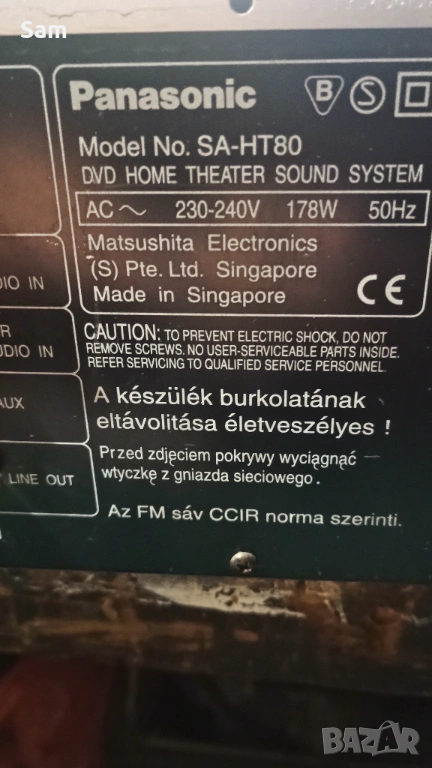 Sam
Panasonic
B S
Model No. SA-HT80
DVD HOME THEATER SOUND SYSTEM
AC ~ 230-240V 178W 50Hz
Matsushita Electronics
(S) Pte. Ltd. Singapore
Made in Singapore
CE
CAUTION: TO PREVENT ELECTRIC SHOCK, DO NOT
REMOVE SCREWS. NO USER-SERVICEABLE PARTS INSIDE.
REFER SERVICING TO QUALIFIED SERVICE PERSONNEL.
A készülék burkolatának
eltávolitása életveszélyes !
Przed zdjęciem pokrywy wyciągnąć
wtyczkę z gniazda sieciowego.
Az FM sáv CCIR norma szerinti.
IN
IN
AUX
LINE OUT
BAZAR